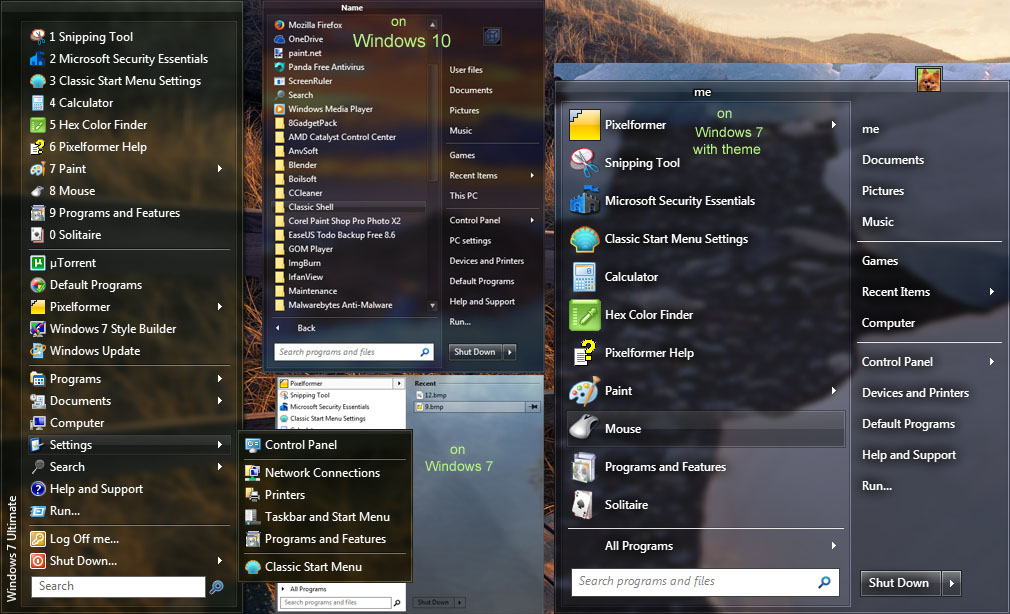 1 Snipping Tool
2 Microsoft Security Essentials
3 Classic Start Menu Settings
4 Calculator
5 Hex Color Finder
6 Pixelformer Help
7 Paint
8 Mouse
9 Programs and Features
0 Solitaire
µTorrent
Default Programs
Pixelformer
Windows 7 Style Builder
Windows Update
Programs
Documents
Computer
Settings
Search
Help and Support
Run...
Log Off me...
Shut Down...
Search
Windows 7 Ultimate
Name
on
Windows 10
Mozilla Firefox
OneDrive
paint.net
Panda Free Antivirus
ScreenRuler
Search
Windows Media Player
8GadgetPack
AMD Catalyst Control Center
AnvSoft
Blender
Boilsoft
CCleaner
Classic Shell
Corel Paint Shop Pro Photo X2
EaseUS Todo Backup Free 8.6
GOM Player
ImgBurn
IrfanView
Maintenance
Malwarebytes Anti-Malware
Back
Search programs and files
User files
Documents
Pictures
Music
Games
Recent Items
This PC
Control Panel
PC settings
Devices and Printers
Default Programs
Help and Support
Run...
Shut Down
Pixelformer
Snipping Tool
Microsoft Security Essentials
Classic Start Menu Settings
Recent
12.bmp
9.bmp
on
Windows 7
Control Panel
Network Connections
Printers
Taskbar and Start Menu
Programs and Features
Classic Start Menu
All Programs
Search programs and files
Shut Down
me
on
Windows 7
with theme
Pixelformer
Snipping Tool
Microsoft Security Essentials
Classic Start Menu Settings
Calculator
Hex Color Finder
Pixelformer Help
Paint
Mouse
Programs and Features
Solitaire
All Programs
Search programs and files
me
Documents
Pictures
Music
Games
Recent Items
Computer
Control Panel
Devices and Printers
Default Programs
Help and Support
Run...
Shut Down